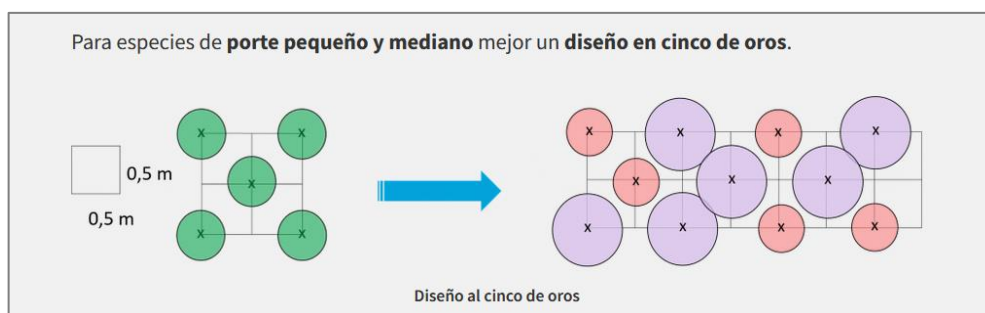 Para especies de porte pequeño y mediano mejor un diseño en cinco de oros.
x x
0,5 m
x
0,5 m
x x
x x x x
x x x
x x x x
Diseño al cinco de oros